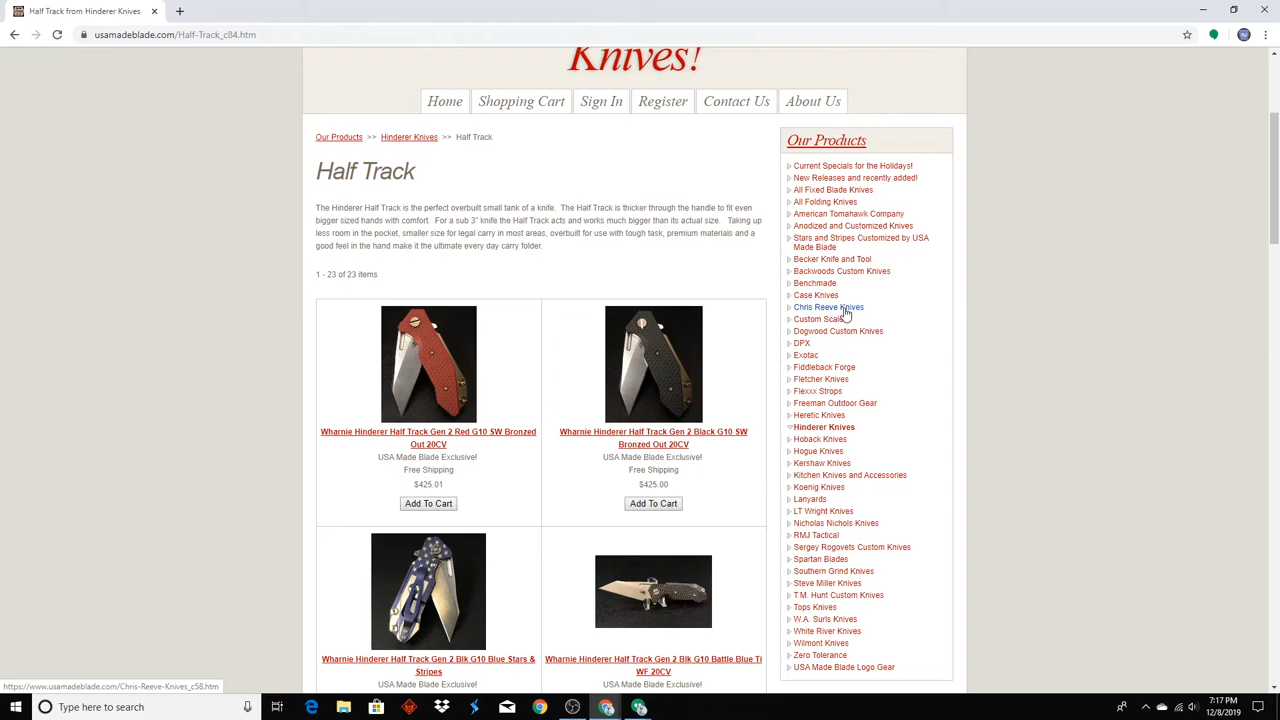 Half Track from Hinderer Knives
usamadeblade.com/Half-Track_c84.htm
Knives!
Home
Shopping Cart
Sign In
Register
Contact Us
About Us
Our Products >> Hinderer Knives >> Half Track
Half Track
The Hinderer Half Track is the perfect overbuilt small tank of a knife. The Half Track is thicker through the handle to fit even
bigger sized hands with comfort. For a sub 3" knife the Half Track acts and works much bigger than its actual size. Taking up
less room in the pocket, smaller size for legal carry in most areas, overbuilt for use with tough task, premium materials and a
good feel in the hand make it the ultimate every day carry folder.
1 - 23 of 23 items
Wharnie Hinderer Half Track Gen 2 Red G10 SW Bronzed
Out 20CV
USA Made Blade Exclusive!
Free Shipping
$425.01
Add To Cart
Wharnie Hinderer Half Track Gen 2 Black G10 SW
Bronzed Out 20CV
USA Made Blade Exclusive!
Free Shipping
$425.00
Add To Cart
Wharnie Hinderer Half Track Gen 2 Blk G10 Blue Stars &
Stripes
USA Made Blade Exclusive!
Wharnie Hinderer Half Track Gen 2 Blk G10 Battle Blue Ti
WF 20CV
USA Made Blade Exclusive!
Our Products
Current Specials for the Holidays!
New Releases and recently added!
All Fixed Blade Knives
All Folding Knives
American Tomahawk Company
Anodized and Customized Knives
Stars and Stripes Customized by USA
Made Blade
Becker Knife and Tool
Backwoods Custom Knives
Benchmade
Case Knives
Chris Reeve Knives
Custom Scale
Dogwood Custom Knives
DPX
Exotac
Fiddleback Forge
Fletcher Knives
Flexxx Strops
Freeman Outdoor Gear
Heretic Knives
Hinderer Knives
Hoback Knives
Hogue Knives
Kershaw Knives
Kitchen Knives and Accessories
Koenig Knives
Lanyards
LT Wright Knives
Nicholas Nichols Knives
RMJ Tactical
Sergey Rogovets Custom Knives
Spartan Blades
Southern Grind Knives
Steve Miller Knives
T.M. Hunt Custom Knives
Tops Knives
W.A. Surls Knives
White River Knives
Wilmont Knives
Zero Tolerance
USA Made Blade Logo Gear
https://www.usamadeblade.com/Chris-Reeve-Knives_c58.htm
Type here to search
7:17 PM
12/8/2019